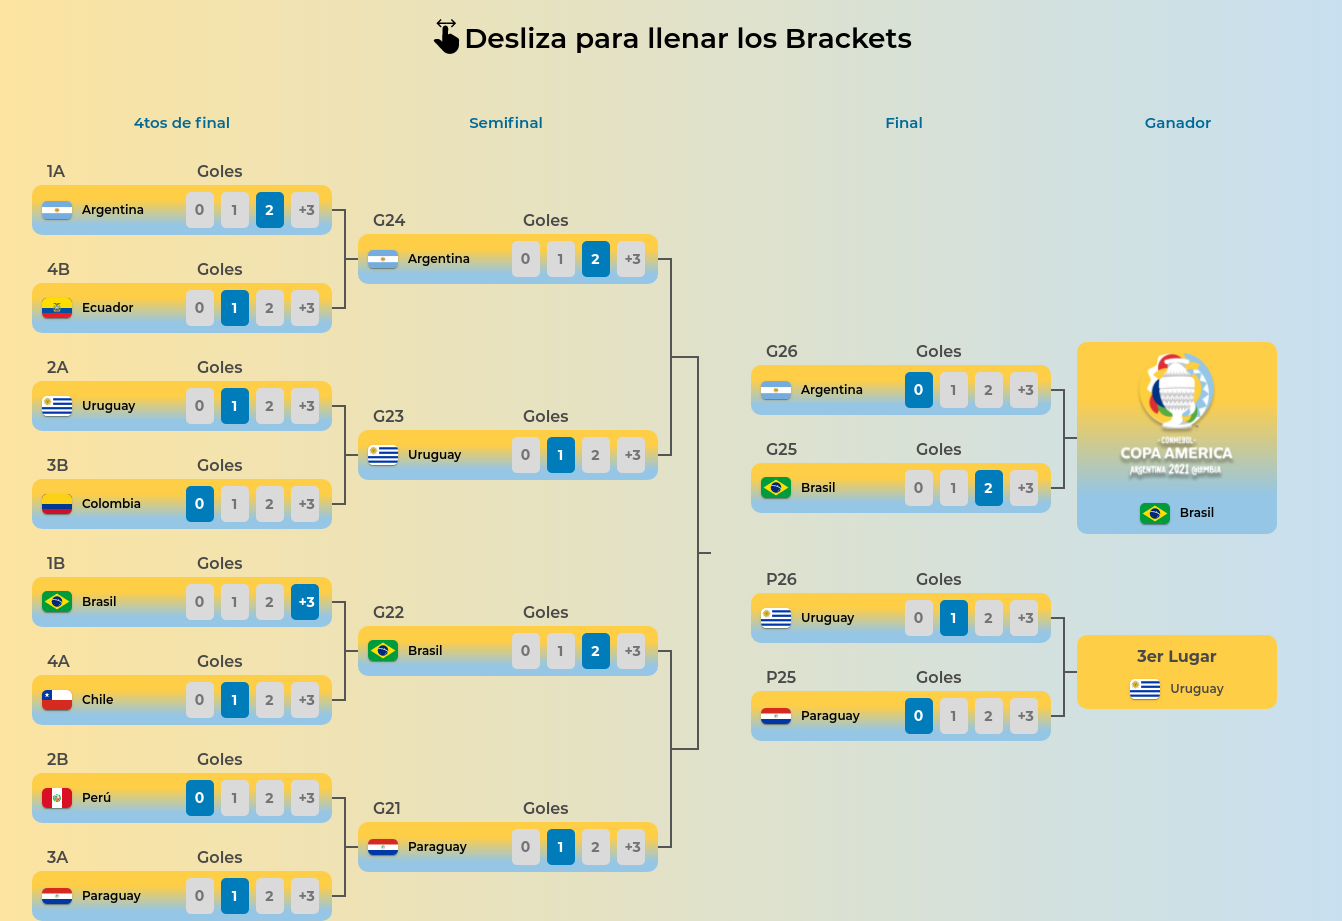 Desliza para llenar los Brackets
4tos de final
Semifinal
Final
Ganador
1A Goles
Argentina 0 1 2 +3
4B Goles
Ecuador 0 1 2 +3
2A Goles
Uruguay 0 1 2 +3
3B Goles
Colombia 0 1 2 +3
1B Goles
Brasil 0 1 2 +3
4A Goles
Chile 0 1 2 +3
2B Goles
Perú 0 1 2 +3
3A Goles
Paraguay 0 1 2 +3
G24 Goles
Argentina 0 1 2 +3
G23 Goles
Uruguay 0 1 2 +3
G22 Goles
Brasil 0 1 2 +3
G21 Goles
Paraguay 0 1 2 +3
G26 Goles
Argentina 0 1 2 +3
G25 Goles
Brasil 0 1 2 +3
P26 Goles
Uruguay 0 1 2 +3
P25 Goles
Paraguay 0 1 2 +3
CONMEBOL
COPA AMERICA
ARGENTINA 2021 COLOMBIA
Brasil
3er Lugar
Uruguay